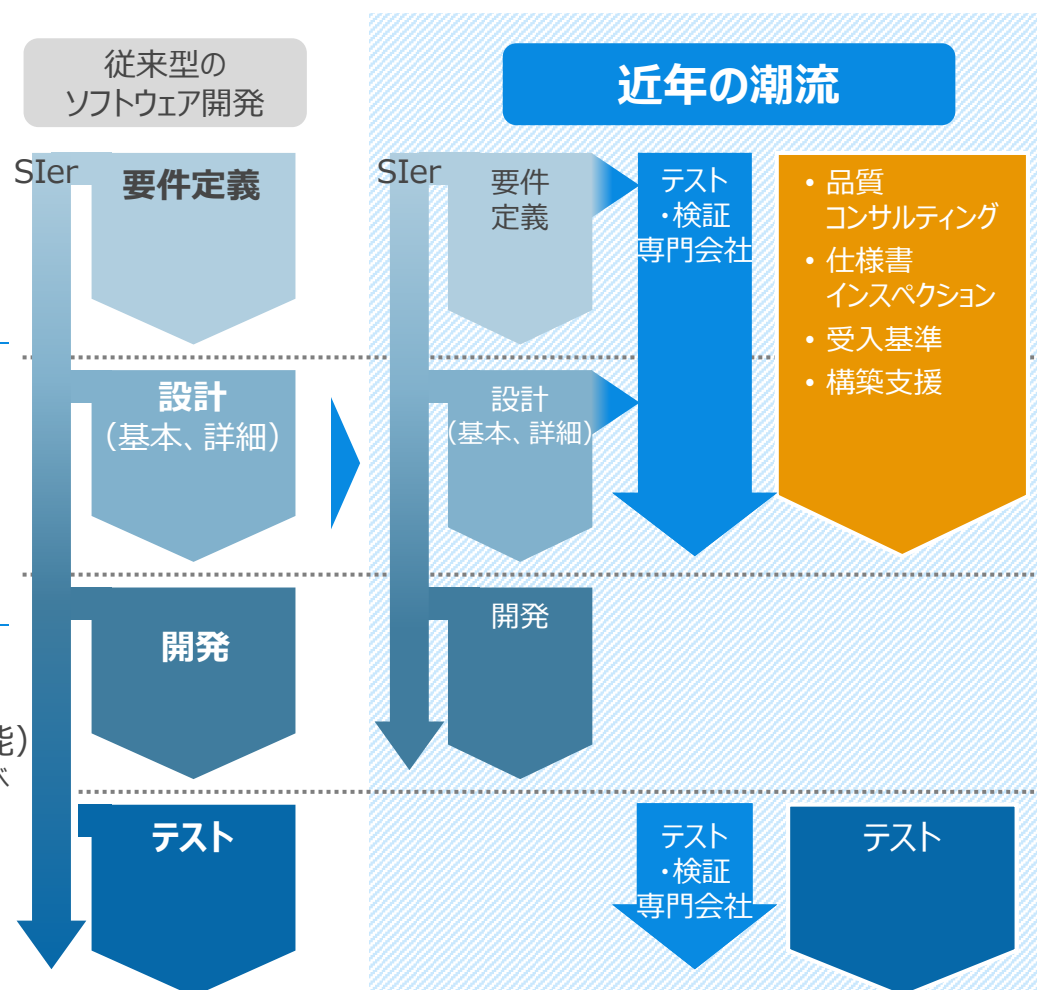 従来型の
ソフトウェア開発
SIer
要件定義
設計
（基本、詳細）
開発
能）
べ
テスト
近年の潮流
SIer
要件
定義
テスト
・検証
専門会社
• 品質
コンサルティング
• 仕様書
インスペクション
• 受入基準
• 構築支援
設計
（基本、詳細）
開発
テスト
・検証
専門会社
テスト